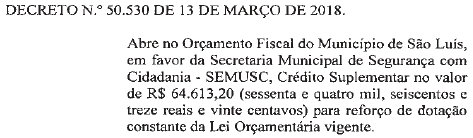 DECRETO N.º 50.530 DE 13 DE MARÇO DE 2018.
Abre no Orçamento Fiscal do Município de São Luís,
em favor da Secretaria Municipal de Segurança com
Cidadania - SEMUSC, Crédito Suplementar no valor
de R$ 64.613,20 (sessenta e quatro mil, seiscentos e
treze reais e vinte centavos) para reforço de dotação
constante da Lei Orçamentária vigente.